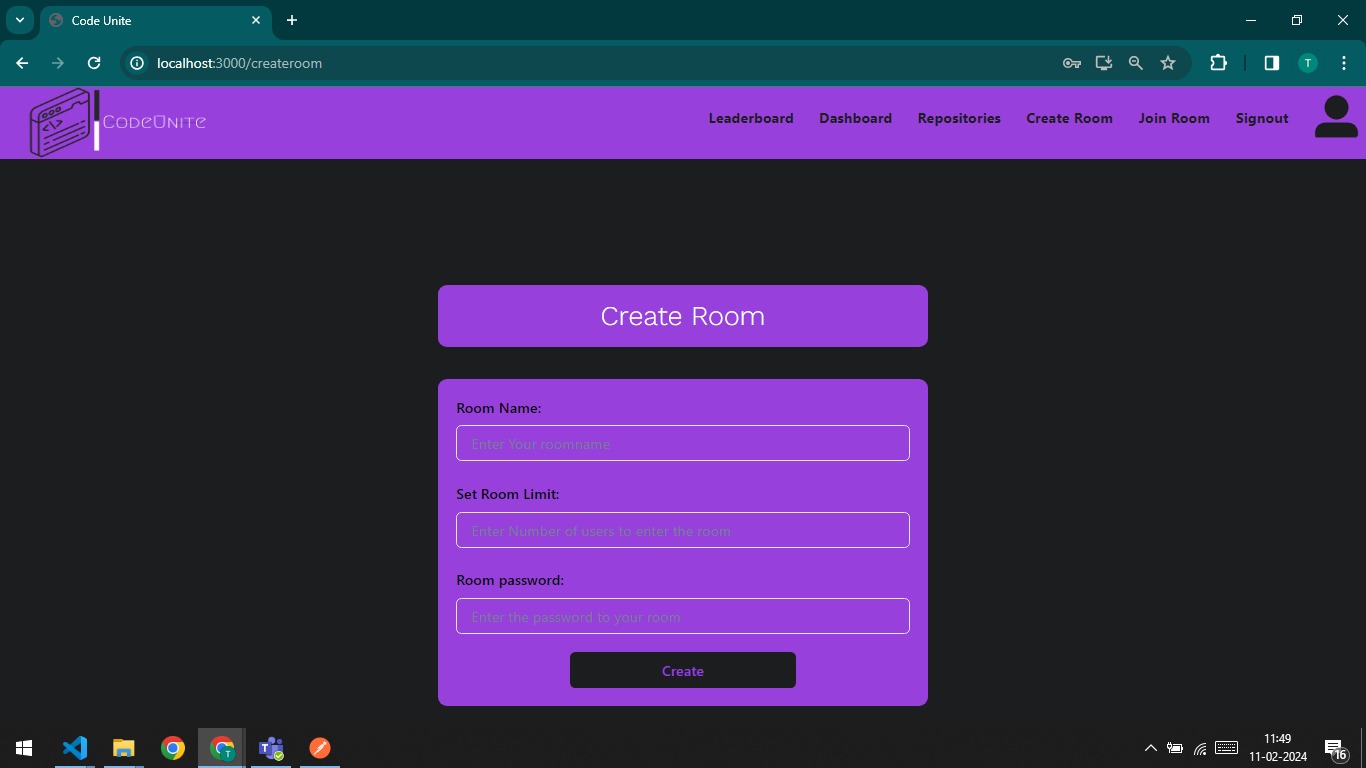 Code Unite
localhost:3000/createroom
T
CODEUNITE
Leaderboard Dashboard Repositories Create Room Join Room Signout
Create Room
Room Name:
Enter Your roomname
Set Room Limit:
Enter Number of users to enter the room
Room password:
Enter the password to your room
Create
11:49
11-02-2024
16